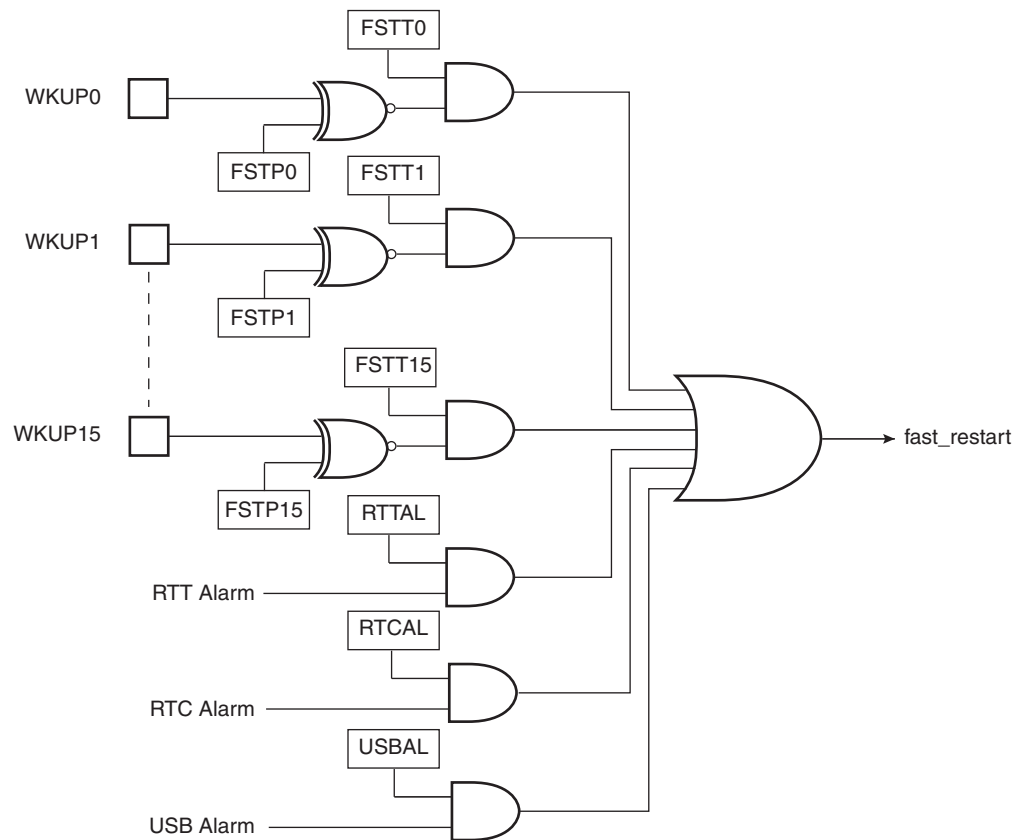 FSTT0
WKUP0
FSTP0
FSTT1
WKUP1
FSTP1
FSTT15
WKUP15
fast_restart
FSTP15
RTTAL
RTT Alarm
RTCAL
RTC Alarm
USBAL
USB Alarm